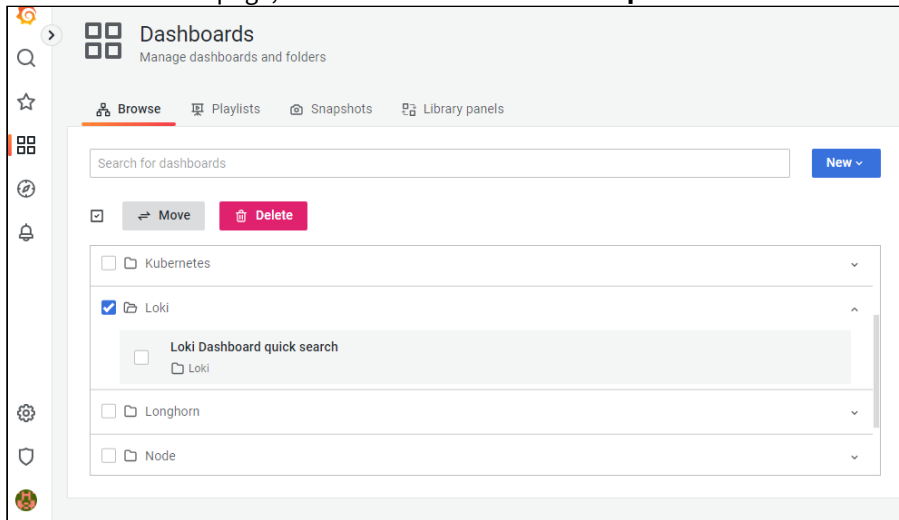 Dashboards
Manage dashboards and folders
Browse Playlists Snapshots Library panels
Search for dashboards New
Move Delete
Kubernetes
Loki
Loki Dashboard quick search
Loki
Longhorn
Node